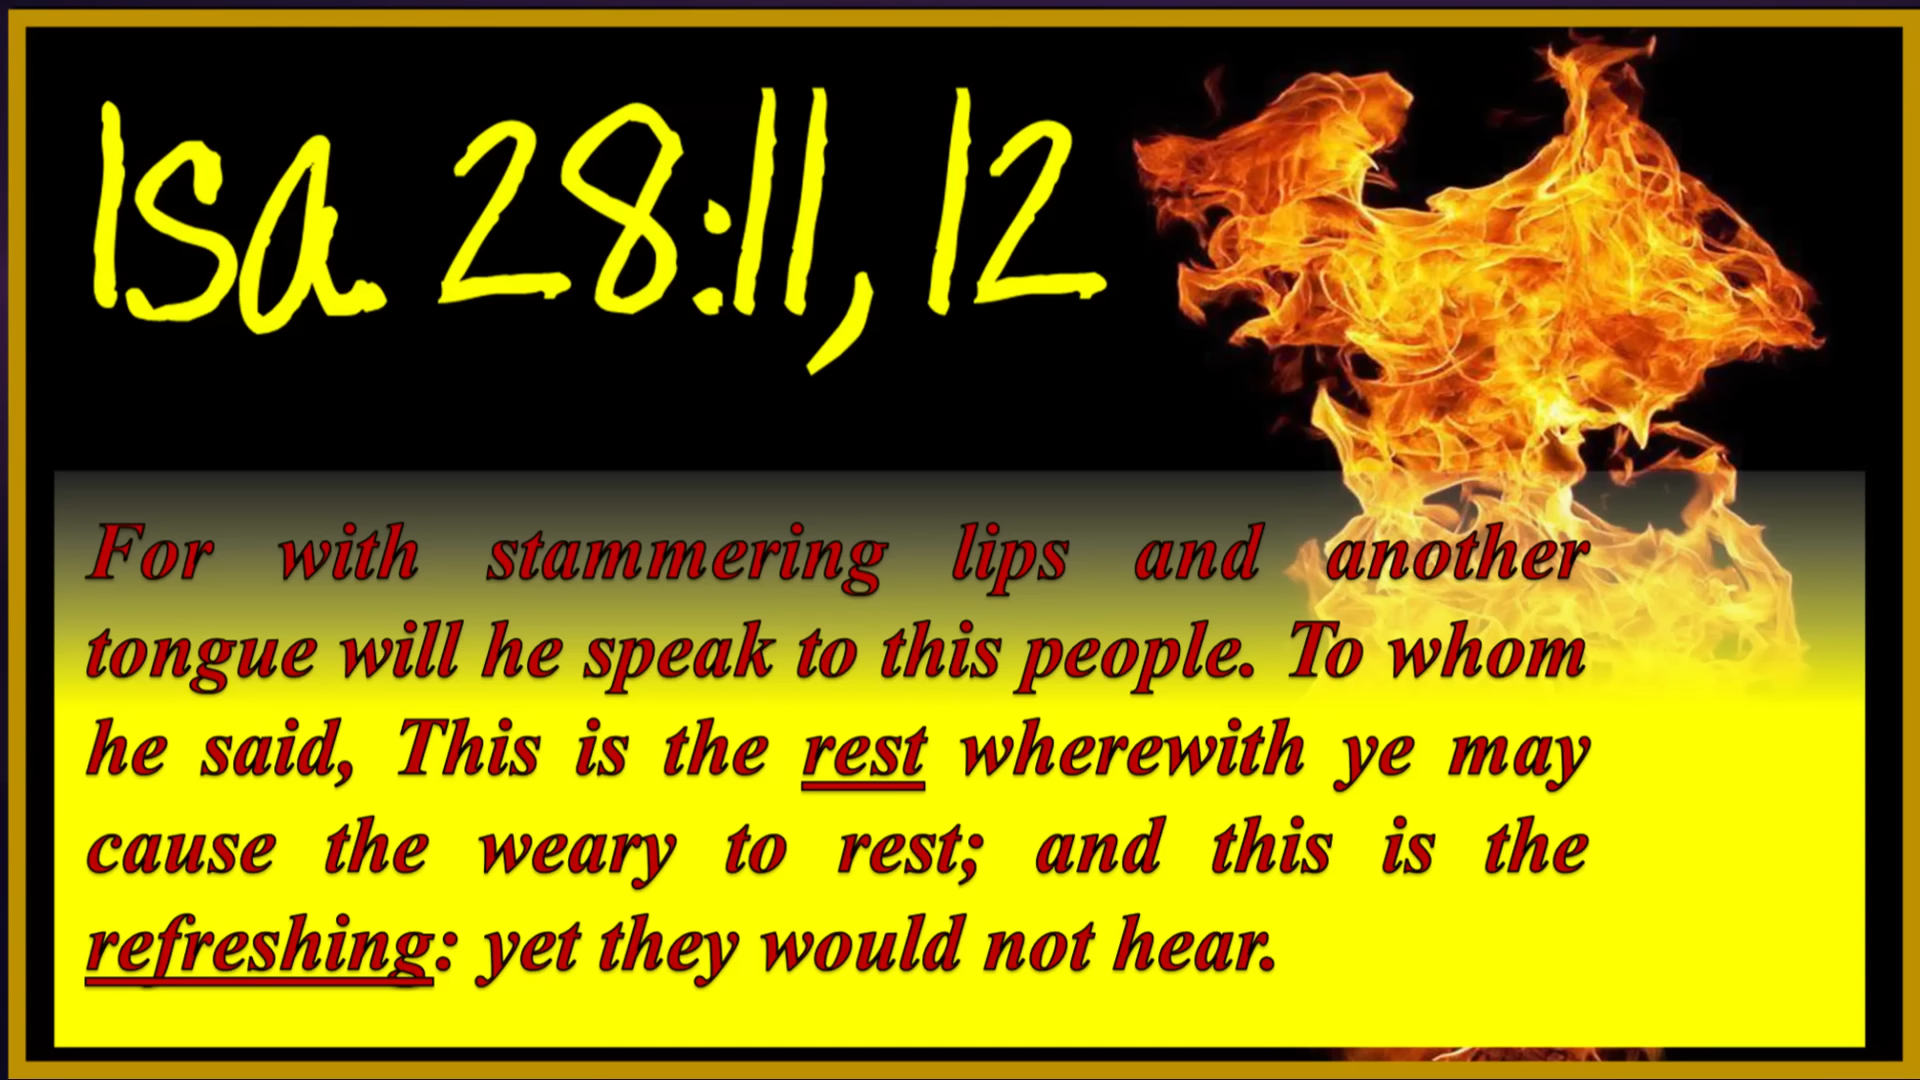 Isa. 28:11, 12
For with stammering lips and another
tongue will he speak to this people. To whom
he said, This is the rest wherewith ye may
cause the weary to rest; and this is the
refreshing: yet they would not hear.